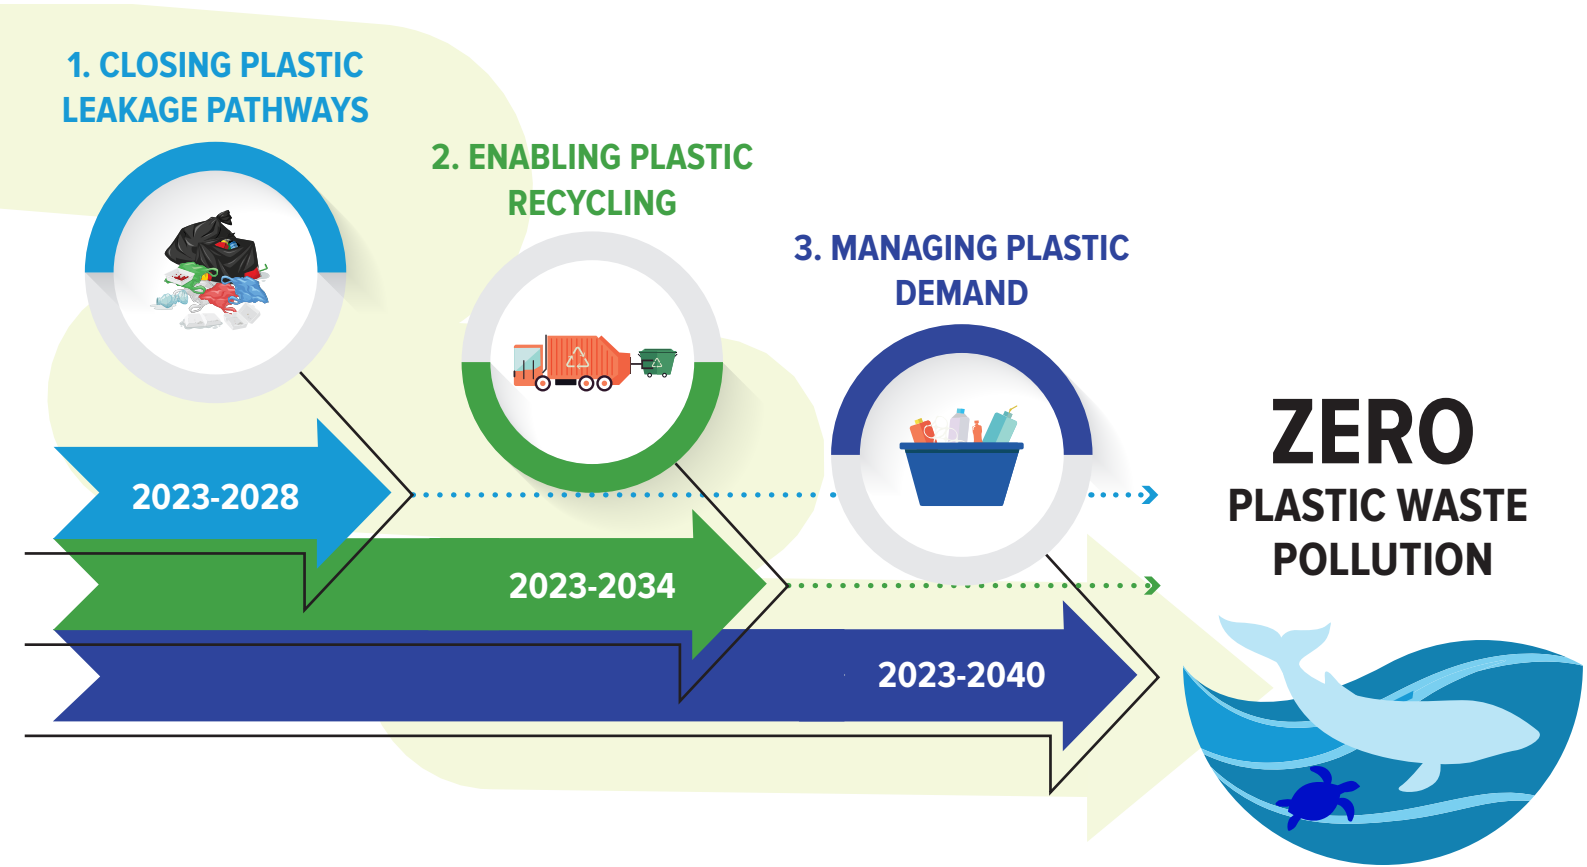 1. CLOSING PLASTIC
LEAKAGE PATHWAYS
2. ENABLING PLASTIC
RECYCLING
3. MANAGING PLASTIC
DEMAND
2023-2028
2023-2034
2023-2040
ZERO
PLASTIC WASTE
POLLUTION